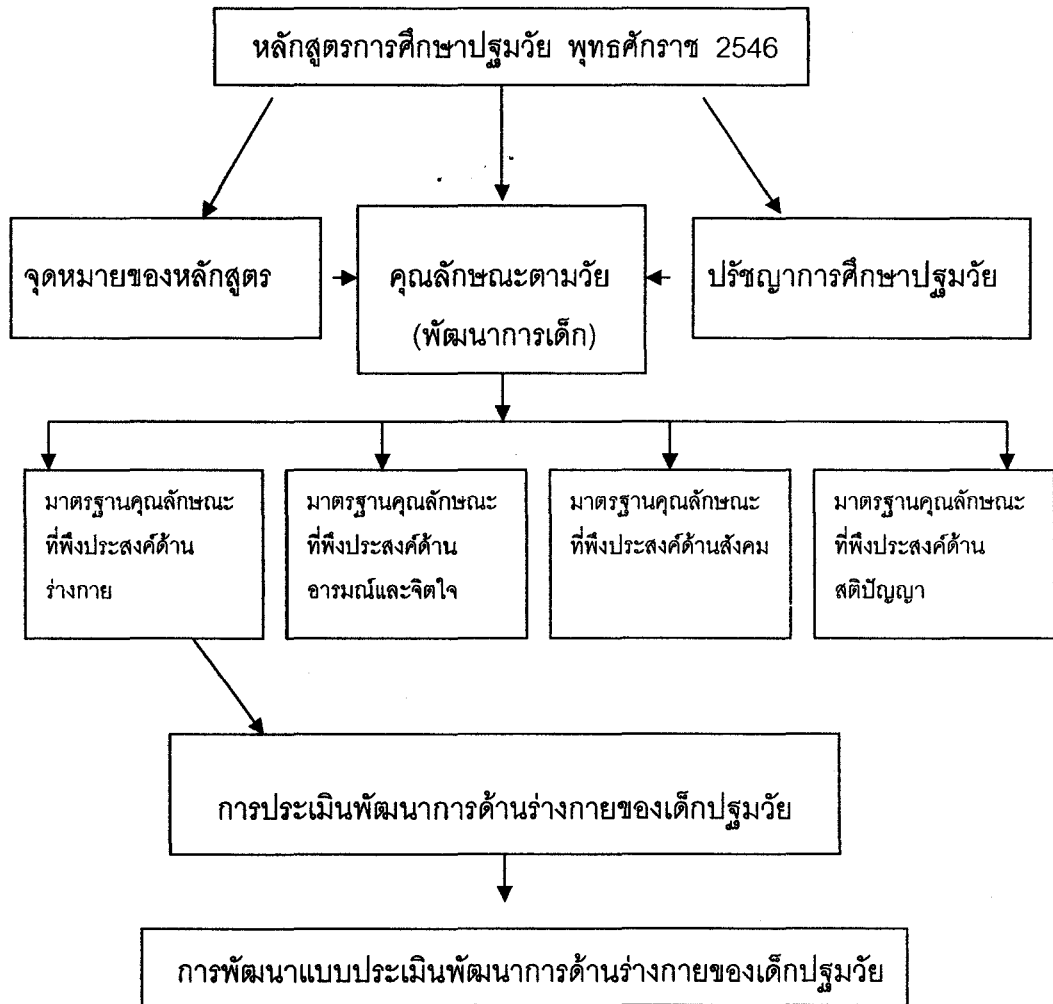 หลักสูตรการศึกษาปฐมวัย พุทธศักราช 2546
จุดหมายของหลักสูตร
คุณลักษณะตามวัย
(พัฒนาการเด็ก)
ปรัชญาการศึกษาปฐมวัย
มาตรฐานคุณลักษณะ
ที่พึงประสงค์ด้าน
ร่างกาย
มาตรฐานคุณลักษณะ
ที่พึงประสงค์ด้าน
อารมณ์และจิตใจ
มาตรฐานคุณลักษณะ
ที่พึงประสงค์ด้านสังคม
มาตรฐานคุณลักษณะ
ที่พึงประสงค์ด้าน
สติปัญญา
การประเมินพัฒนาการด้านร่างกายของเด็กปฐมวัย
การพัฒนาแบบประเมินพัฒนาการด้านร่างกายของเด็กปฐมวัย